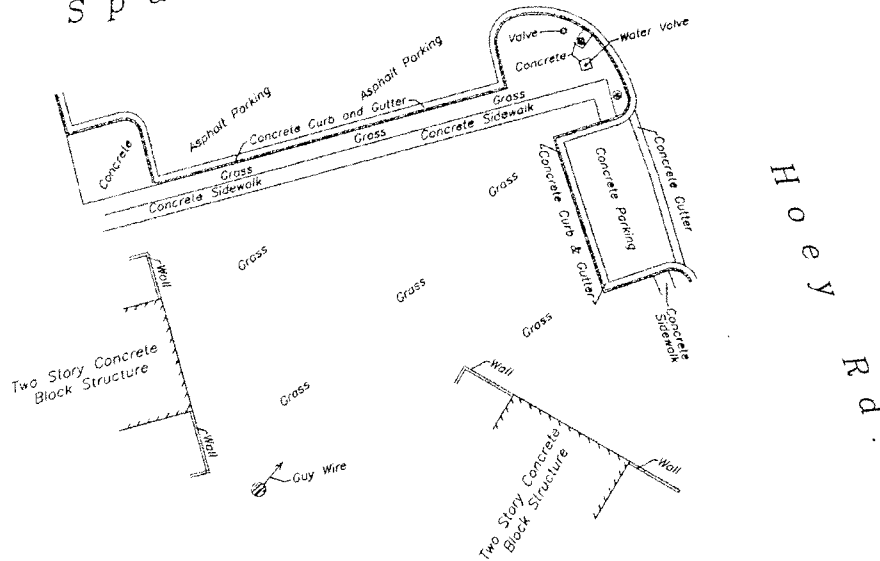 Valve
Water Valve
Concrete
Asphalt Parking
Asphalt Parking
Concrete Curb and Gutter
Grass
Grass
Grass
Concrete Sidewalk
Concrete Sidewalk
Concrete
Concrete Gutter
Concrete Parking
Concrete Curb & Gutter
Concrete
Sidewalk
Hoey Rd.
Grass
Grass
Grass
Grass
Grass
Wall
Two Story Concrete
Block Structure
Wall
Guy Wire
Wall
Two Story Concrete
Block Structure
Wall